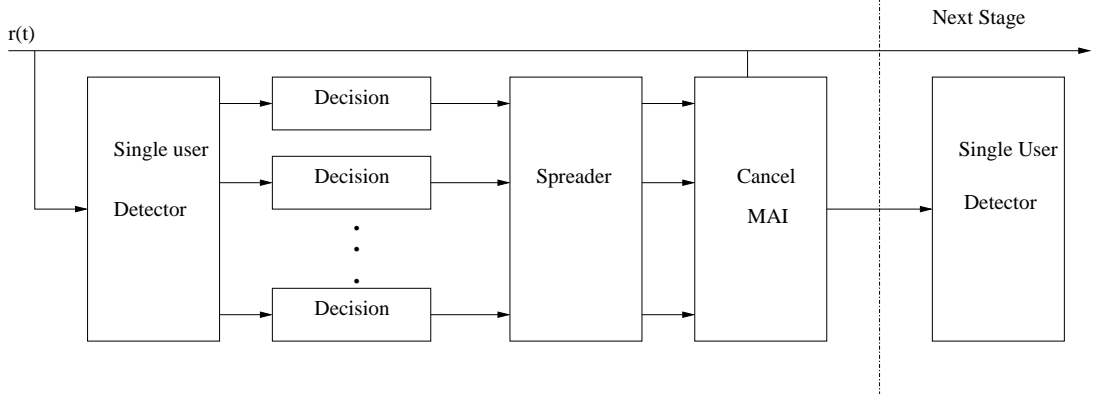 Next Stage
r(t)
Decision
Single user
Detector
Decision
Decision
Spreader
Cancel
MAI
Single User
Detector